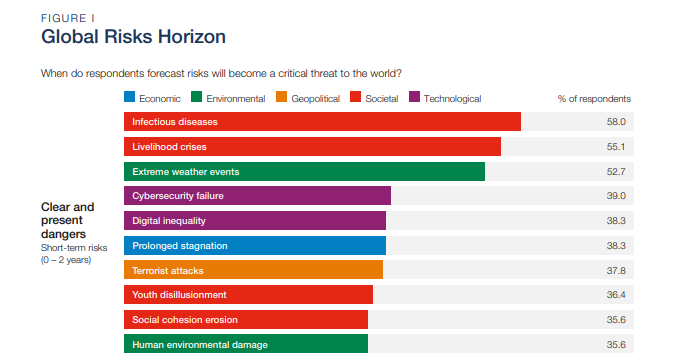 FIGURE I
Global Risks Horizon
When do respondents forecast risks will become a critical threat to the world?
Economic Environmental Geopolitical Societal Technological % of respondents
Infectious diseases 58.0
Livelihood crises 55.1
Extreme weather events 52.7
Cybersecurity failure 39.0
Digital inequality 38.3
Prolonged stagnation 38.3
Terrorist attacks 37.8
Youth disillusionment 36.4
Social cohesion erosion 35.6
Human environmental damage 35.6
Clear and
present
dangers
Short-term risks
(0 – 2 years)